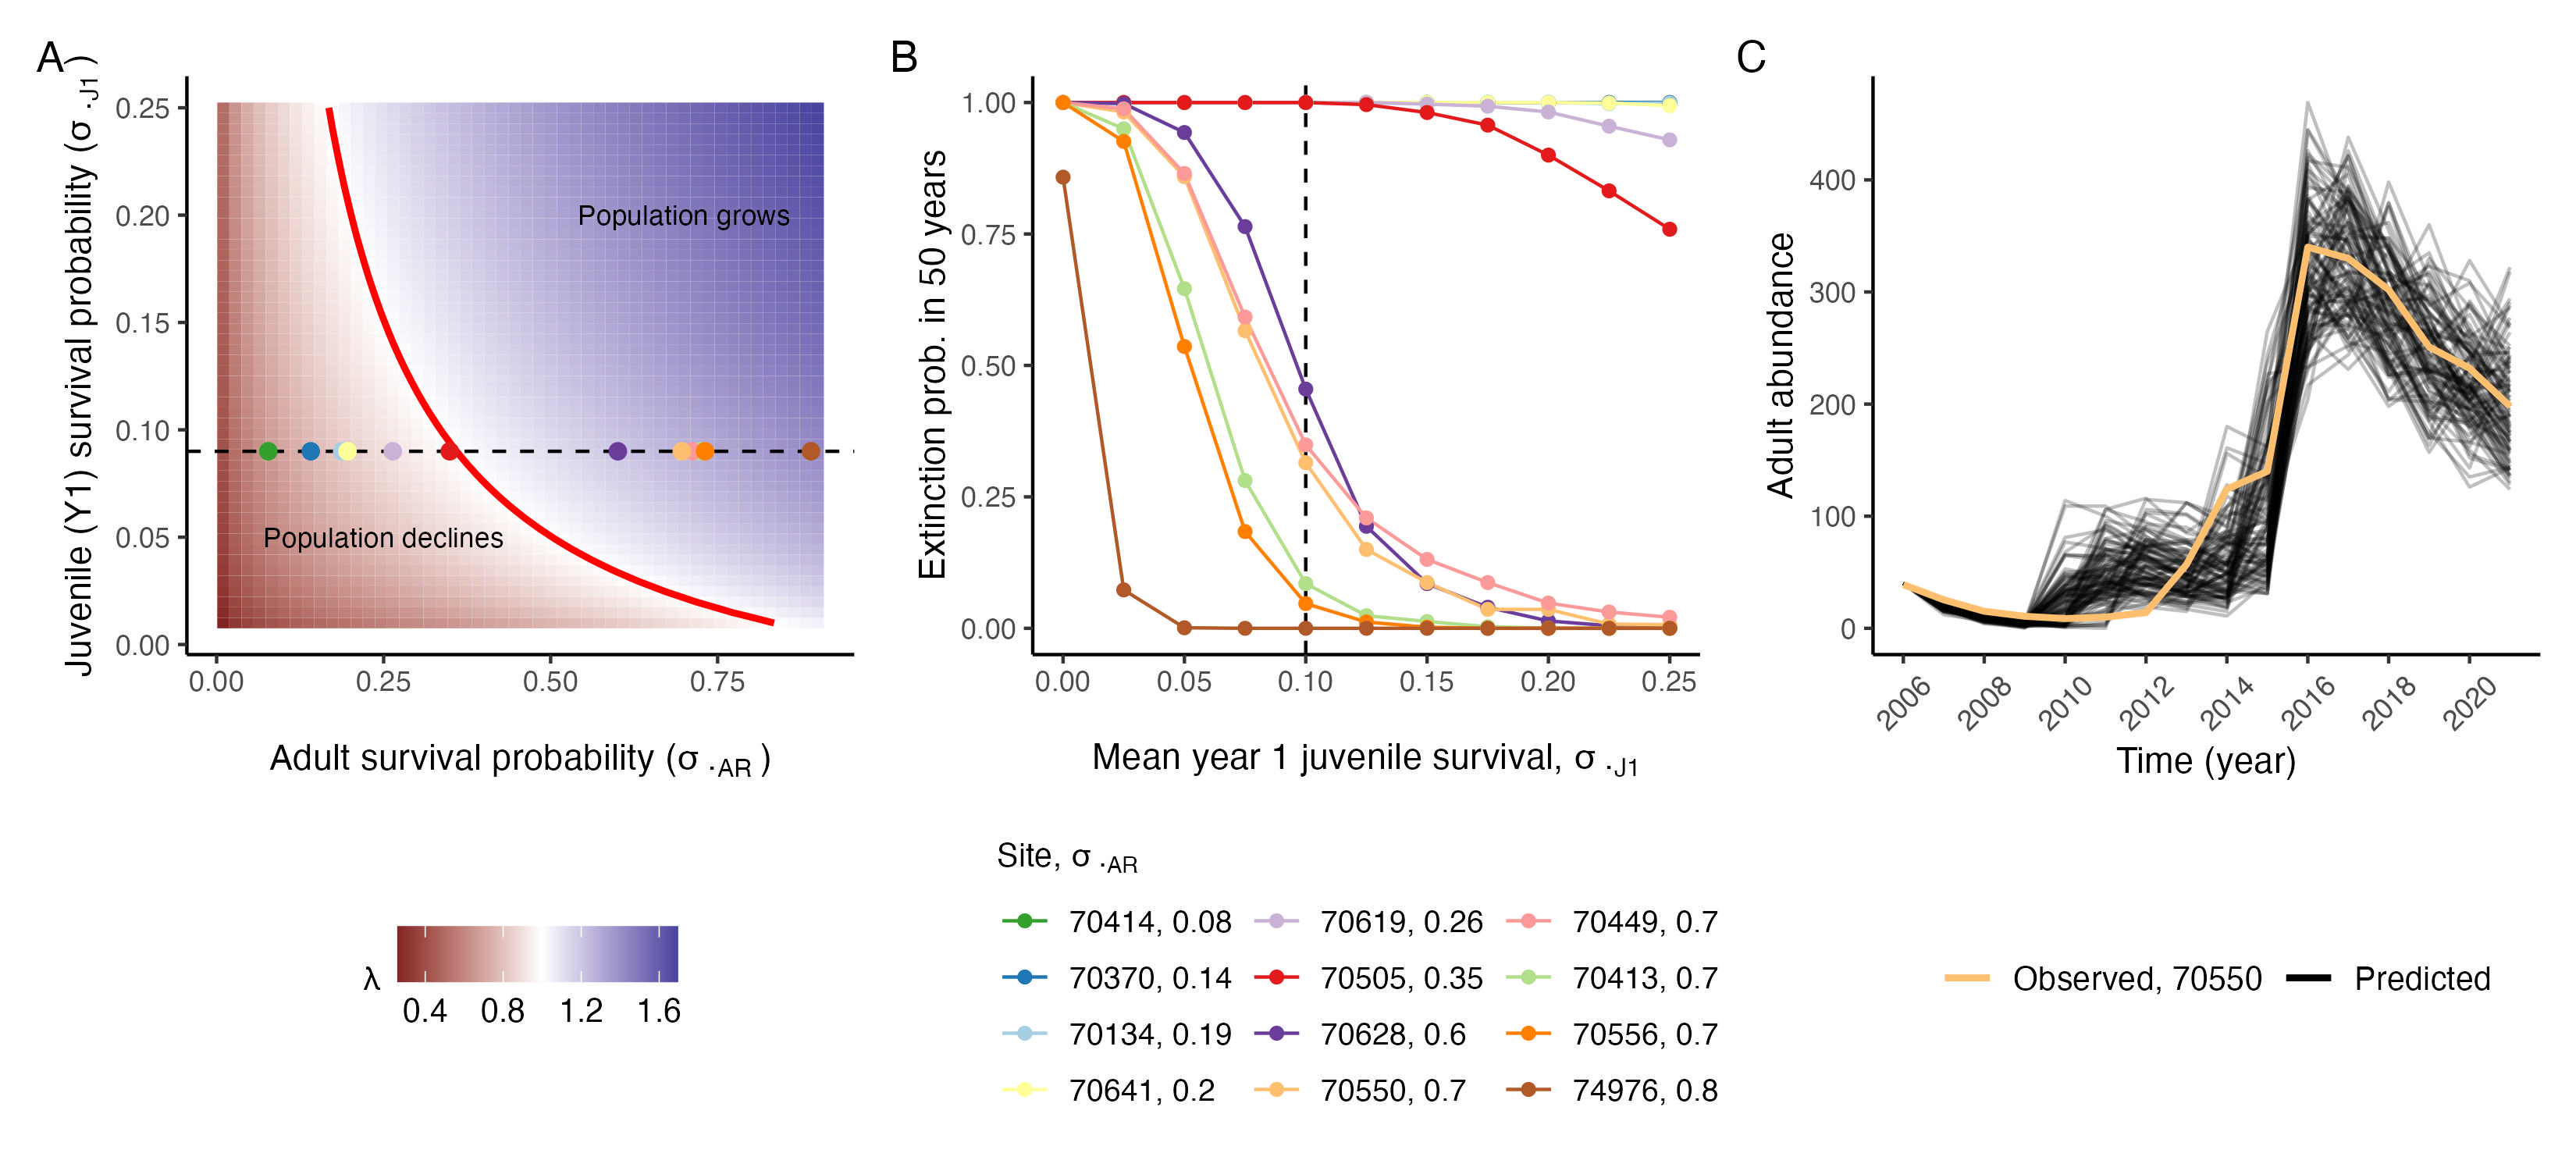 A
Juvenile (Y1) survival probability (σ ·J1 )
0.25
0.20
0.15
0.10
0.05
0.00
Population grows
Population declines
0.00 0.25 0.50 0.75
Adult survival probability (σ ·AR )
λ
0.4 0.8 1.2 1.6
B
Extinction prob. in 50 years
1.00
0.75
0.50
0.25
0.00
0.00 0.05 0.10 0.15 0.20 0.25
Mean year 1 juvenile survival, σ ·J1
Site, σ ·AR
70414, 0.08 70619, 0.26 70449, 0.7
70370, 0.14 70505, 0.35 70413, 0.7
70134, 0.19 70628, 0.6 70556, 0.7
70641, 0.2 70550, 0.7 74976, 0.8
C
Adult abundance
400
300
200
100
0
2006 2008 2010 2012 2014 2016 2018 2020
Time (year)
Observed, 70550 Predicted